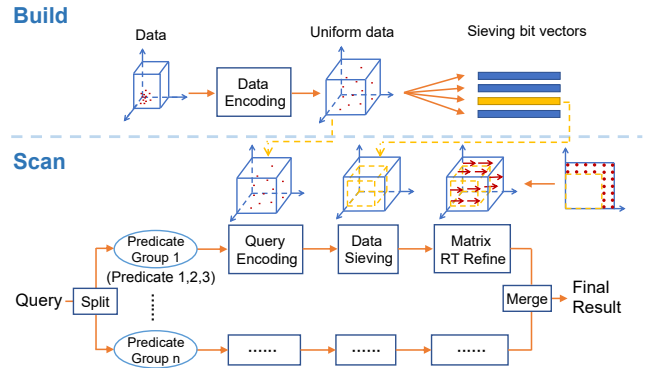 Build
Data
Uniform data
Sieving bit vectors
Data
Encoding
Scan
Predicate
Group 1
(Predicate 1,2,3)
Query
Encoding
Data
Sieving
Matrix
RT Refine
Query
Split
Merge
Final
Result
Predicate
Group n
......
......
......